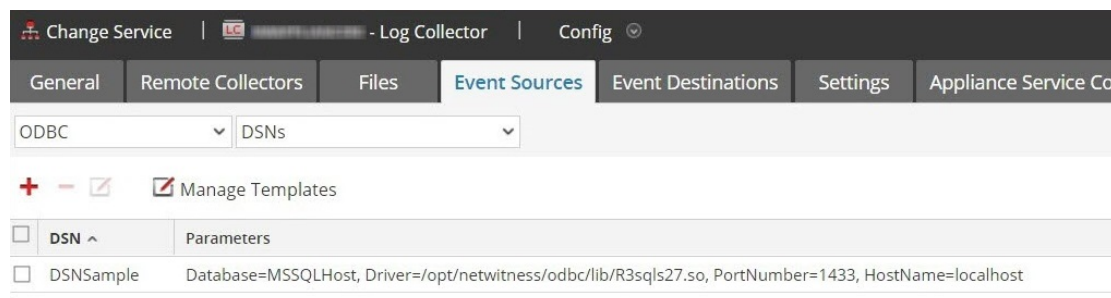 Change Service | LC - Log Collector | Config
General Remote Collectors Files Event Sources Event Destinations Settings Appliance Service Co
ODBC DSNs
Manage Templates
DSN Parameters
DSNSample Database=MSSQLHost, Driver=/opt/netwitness/odbc/lib/R3sqls27.so, PortNumber=1433, HostName=localhost